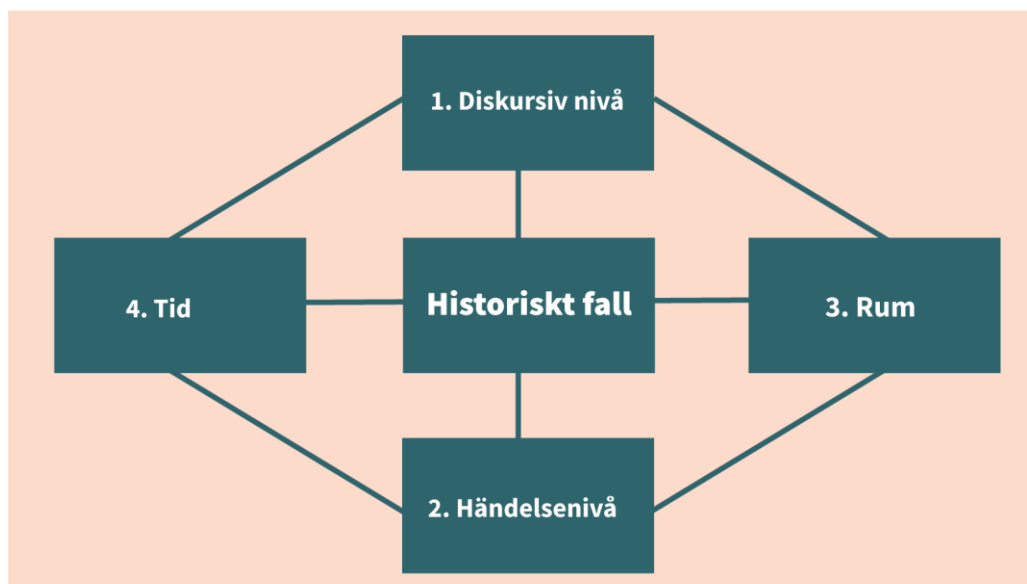 1. Diskursiv nivå
4. Tid
Historiskt fall
3. Rum
2. Händelsenivå